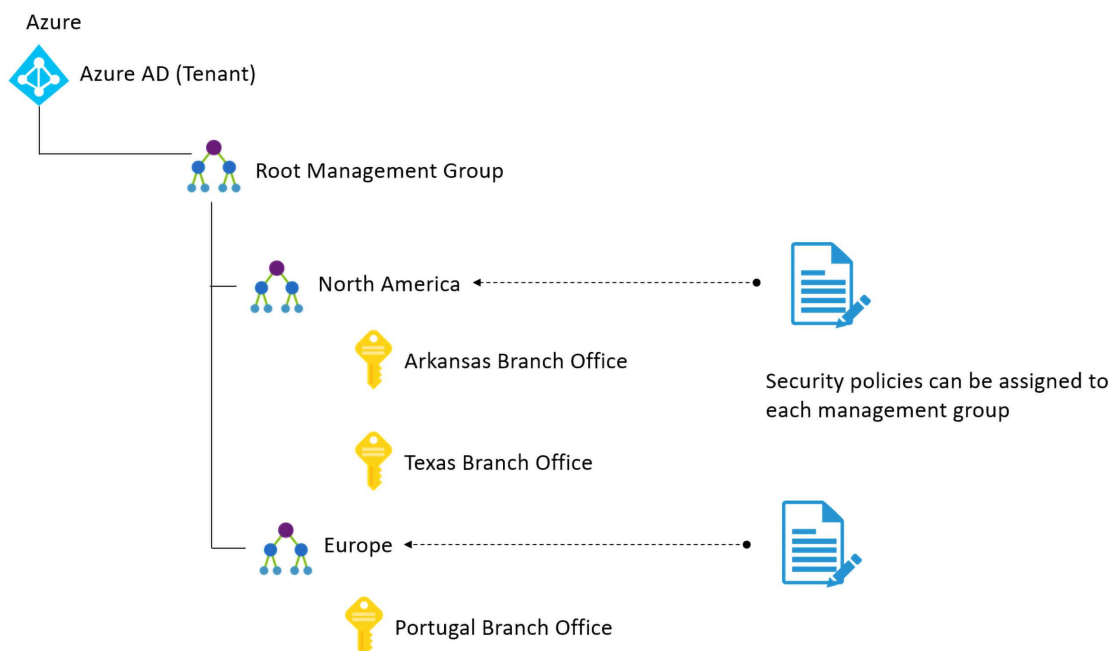 Azure
Azure AD (Tenant)
Root Management Group
North America
Arkansas Branch Office
Security policies can be assigned to
each management group
Texas Branch Office
Europe
Portugal Branch Office